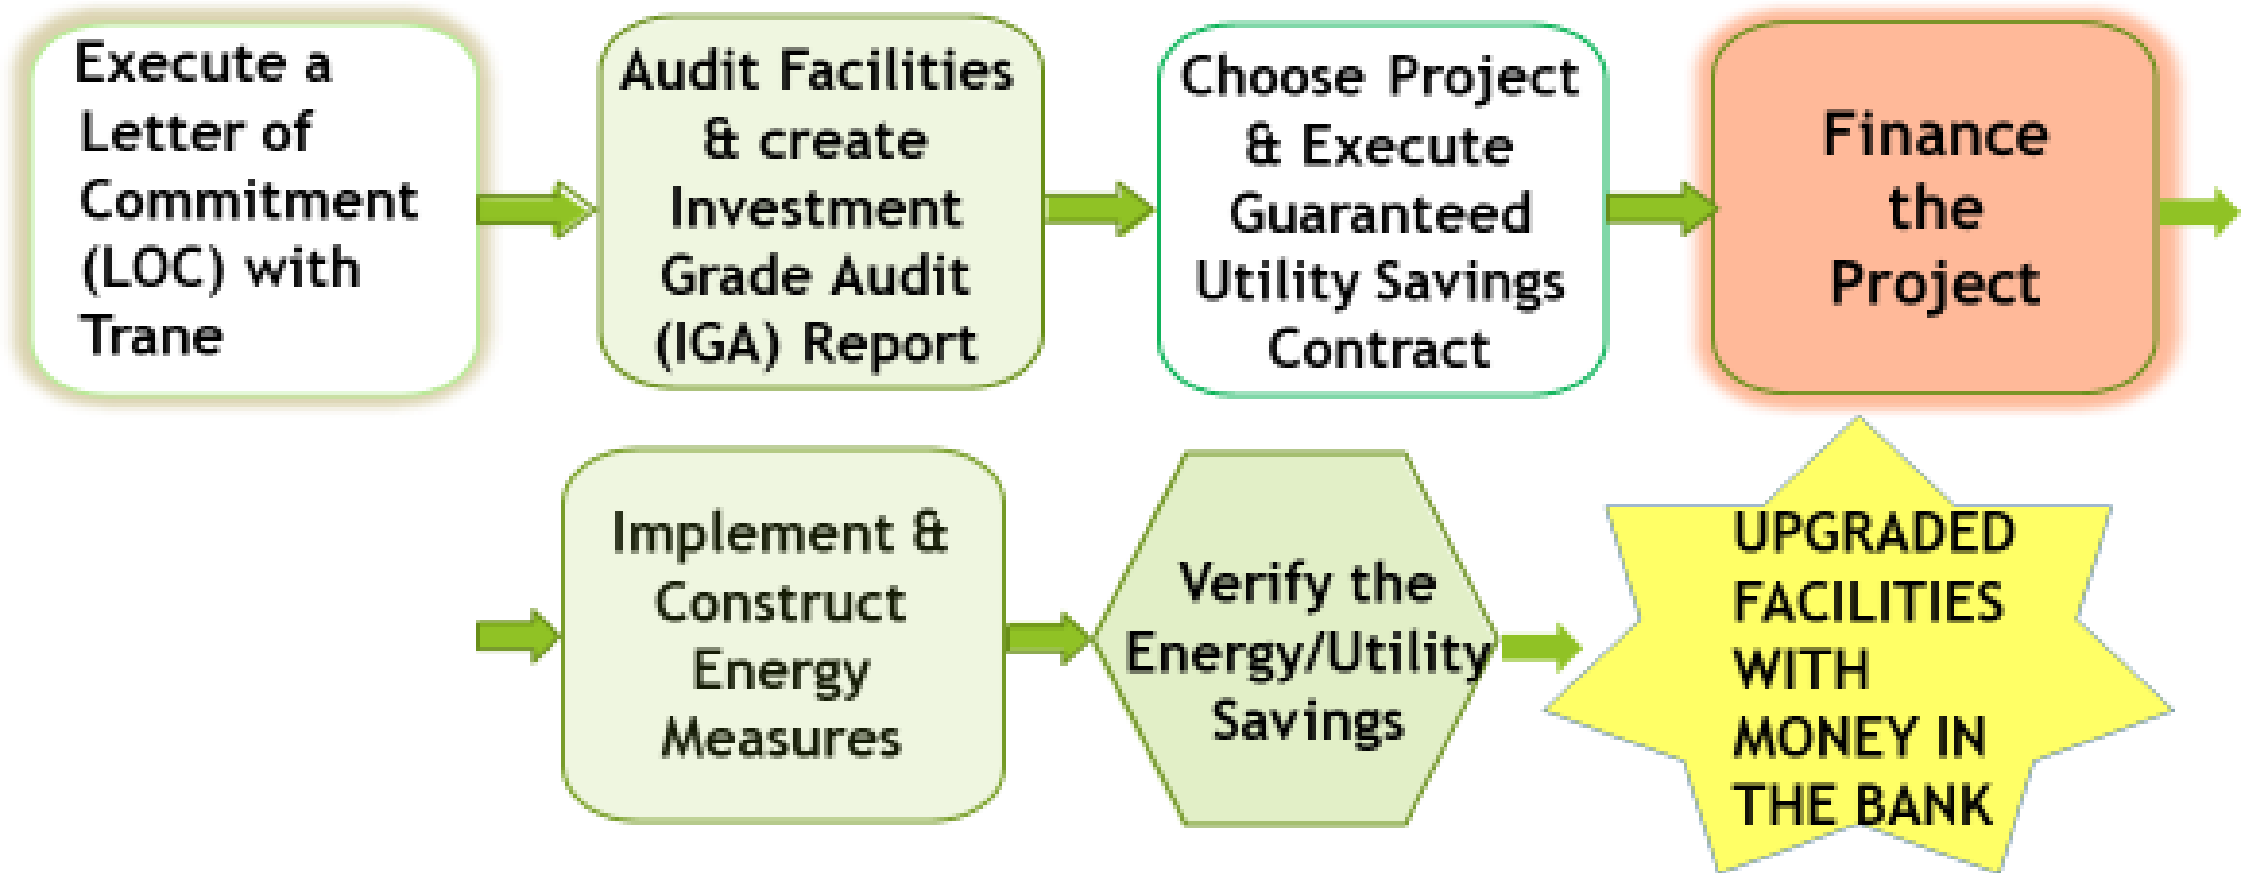 Execute a
Letter of
Commitment
(LOC) with
Trane
Audit Facilities
& create
Investment
Grade Audit
(IGA) Report
Choose Project
& Execute
Guaranteed
Utility Savings
Contract
Finance
the
Project
Implement &
Construct
Energy
Measures
Verify the
Energy/Utility
Savings
UPGRADED
FACILITIES
WITH
MONEY IN
THE BANK